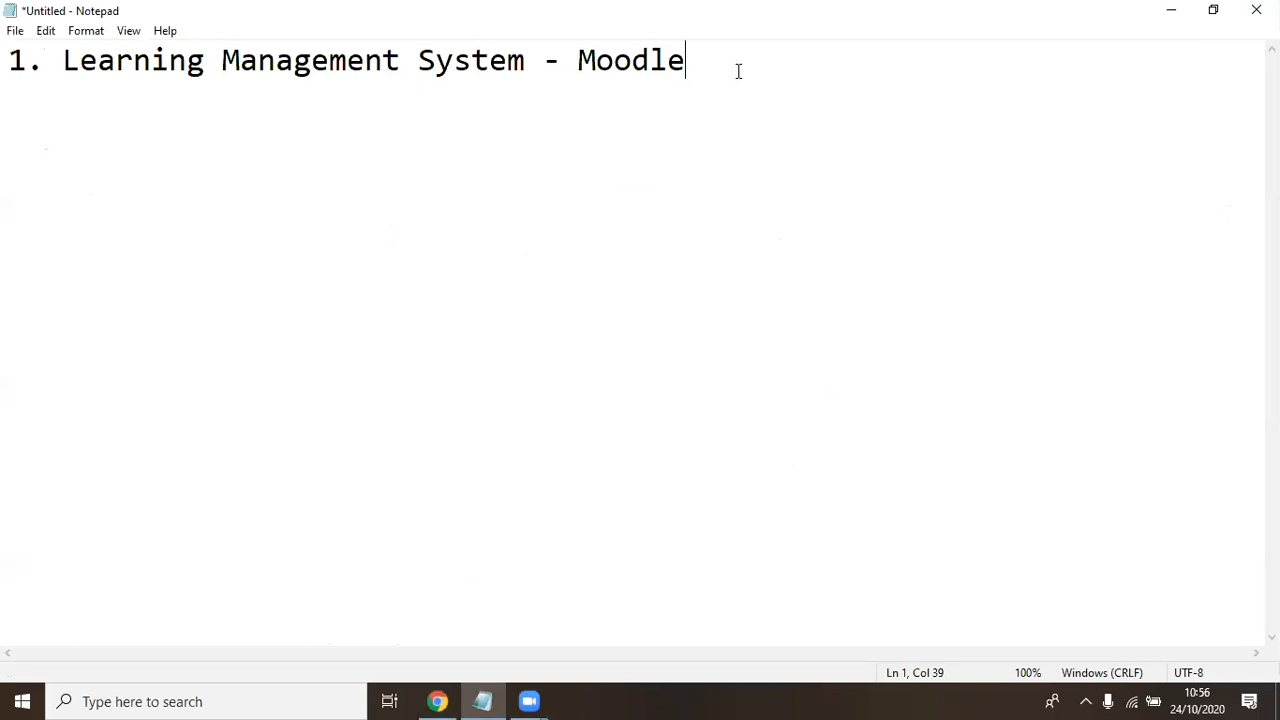 *Untitled - Notepad
File Edit Format View Help
1. Learning Management System - Moodle
Ln 1, Col 39 100% Windows (CRLF) UTF-8
Type here to search
10:56
24/10/2020